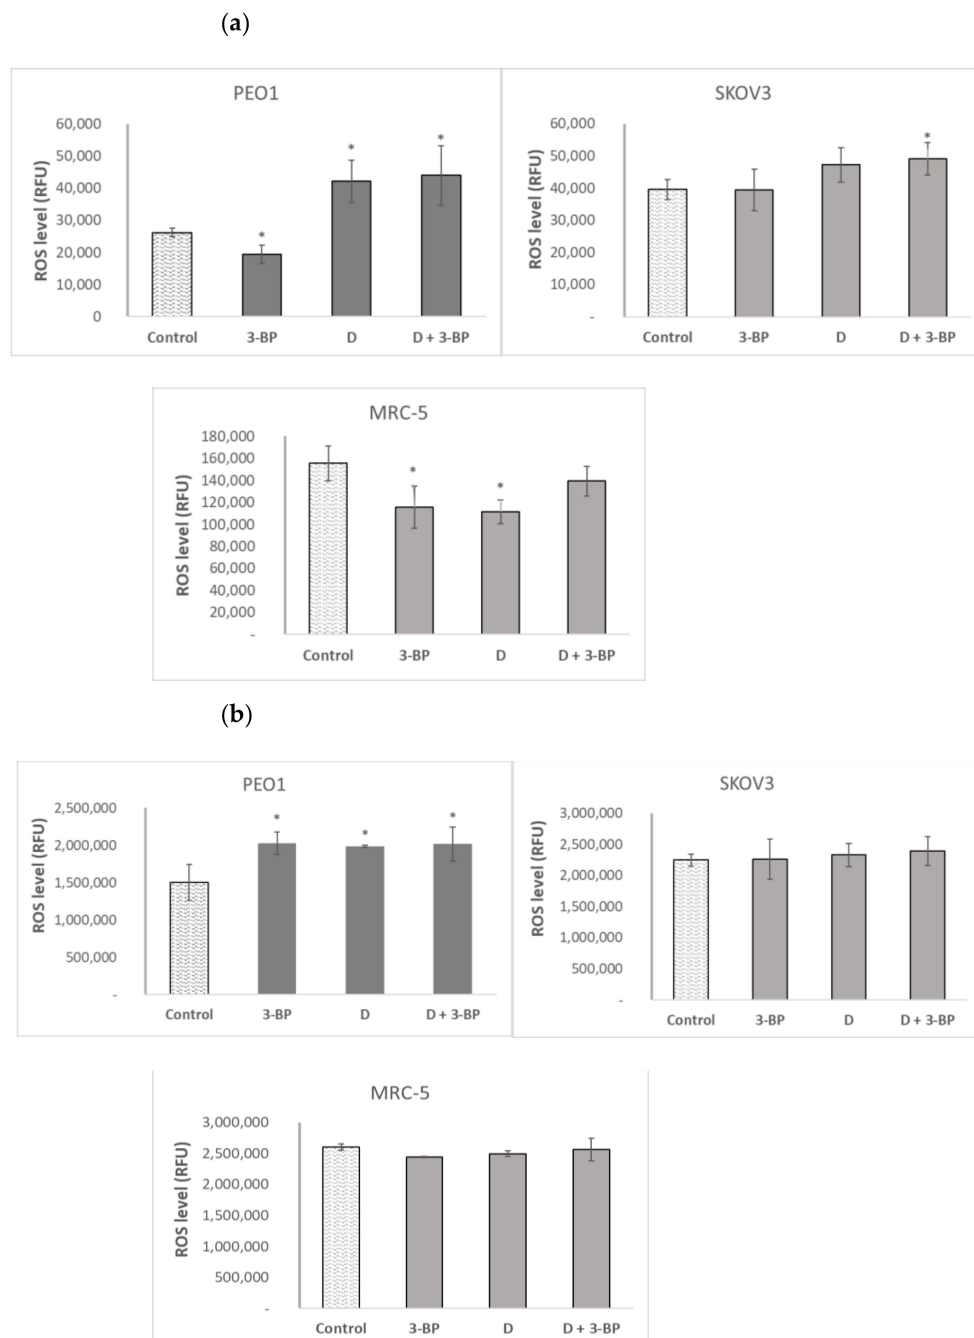 (a)
PEO1
ROS level (RFU)
60,000
50,000
40,000
30,000
20,000
10,000
0
*
*
*
Control 3-BP D D + 3-BP
SKOV3
ROS level (RFU)
60,000
50,000
40,000
30,000
20,000
10,000
-
*
Control 3-BP D D + 3-BP
MRC-5
ROS level (RFU)
180,000
160,000
140,000
120,000
100,000
80,000
60,000
40,000
20,000
-
*
*
Control 3-BP D D + 3-BP
(b)
PEO1
ROS level (RFU)
2,500,000
2,000,000
1,500,000
1,000,000
500,000
-
*
*
*
Control 3-BP D D + 3-BP
SKOV3
ROS level (RFU)
3,000,000
2,500,000
2,000,000
1,500,000
1,000,000
500,000
-
Control 3-BP D D + 3-BP
MRC-5
ROS level (RFU)
3,000,000
2,500,000
2,000,000
1,500,000
1,000,000
500,000
-
Control 3-BP D D + 3-BP